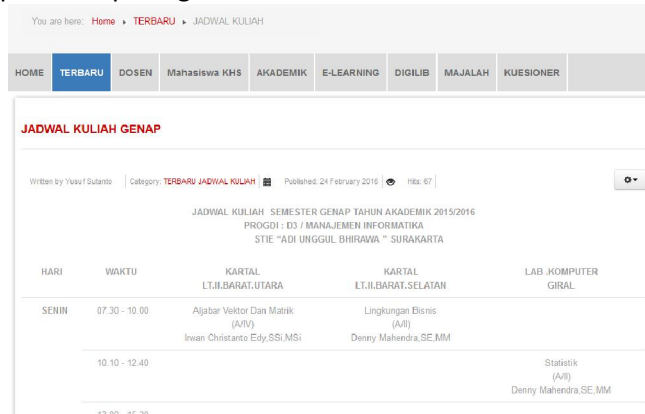 You are here: Home ▸ TERBARU ▸ JADWAL KULIAH
HOME TERBARU DOSEN Mahasiswa KHS AKADEMIK E-LEARNING DIGILIB MAJALAH KUESIONER
JADWAL KULIAH GENAP
Written by Yusuf Sutanto Category: TERBARU JADWAL KULIAH Published: 24 February 2016 Hits: 67
JADWAL KULIAH SEMESTER GENAP TAHUN AKADEMIK 2015/2016
PROGDI : D3 / MANAJEMEN INFORMATIKA
STIE "ADI UNGGUL BHIRAWA " SURAKARTA
HARI WAKTU KARTAL KARTAL LAB .KOMPUTER
LT.II.BARAT.UTARA LT.II.BARAT.SELATAN GIRAL
SENIN 07.30 - 10.00 Aljabar Vektor Dan Matrik Lingkungan Bisnis
(A/IV) (A/II)
Irwan Christanto Edy,SSi,MSi Denny Mahendra,SE,MM
10.10 - 12.40 Statistik
(A/II)
Denny Mahendra,SE,MM